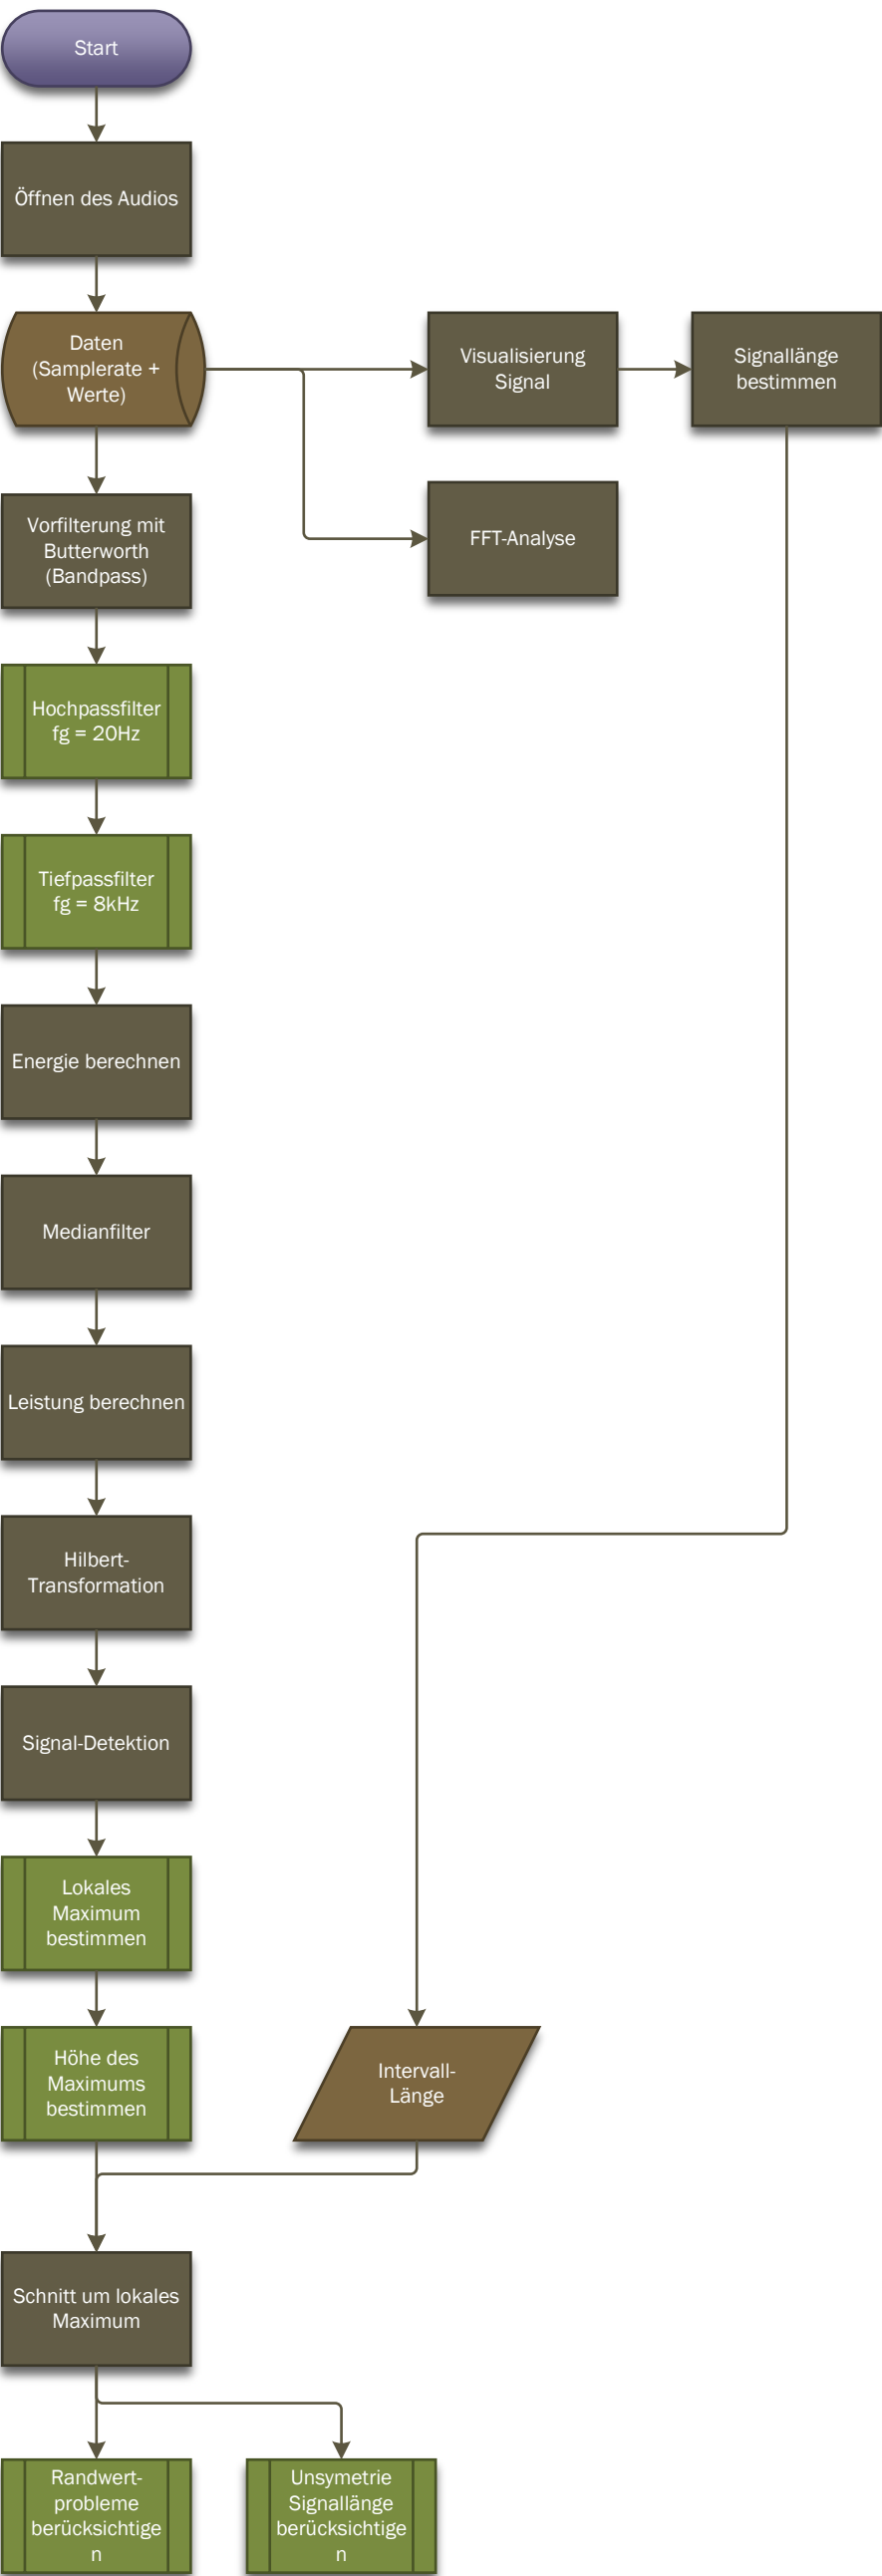 Start
Öffnen des Audios
Daten
(Samplerate +
Werte)
Visualisierung
Signal
Signallänge
bestimmen
Vorfilterung mit
Butterworth
(Bandpass)
FFT-Analyse
Hochpassfilter
fg = 20Hz
Tiefpassfilter
fg = 8kHz
Energie berechnen
Medianfilter
Leistung berechnen
Hilbert-
Transformation
Signal-Detektion
Lokales
Maximum
bestimmen
Höhe des
Maximums
bestimmen
Intervall-
Länge
Schnitt um lokales
Maximum
Randwert-
probleme
berücksichtige
n
Unsymetrie
Signallänge
berücksichtige
n